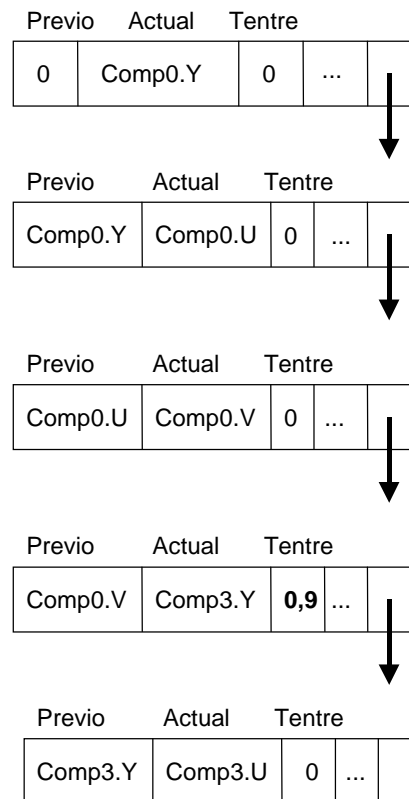 Previo Actual Tentre
0 Comp0.Y 0 ...
Previo Actual Tentre
Comp0.Y Comp0.U 0 ...
Previo Actual Tentre
Comp0.U Comp0.V 0 ...
Previo Actual Tentre
Comp0.V Comp3.Y 0,9 ...
Previo Actual Tentre
Comp3.Y Comp3.U 0 ...